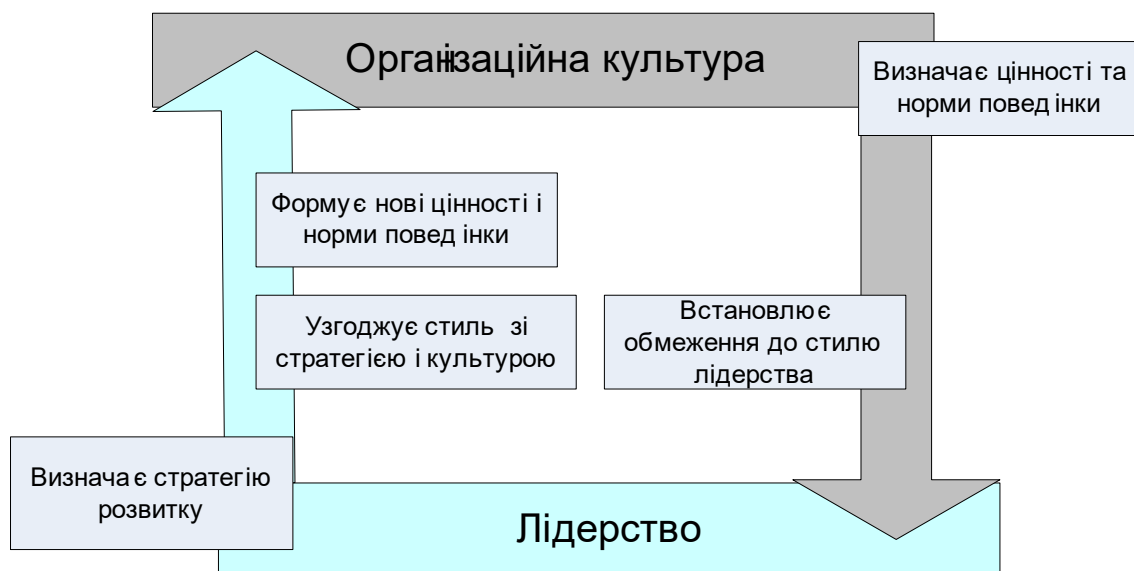 Організаційна культура
Визначає цінності та
норми поведінки
Формує нові цінності і
норми поведінки
Узгоджує стиль зі
стратегією і культурою
Встановлює
обмеження до стилю
лідерства
Визначає стратегію
розвитку
Лідерство